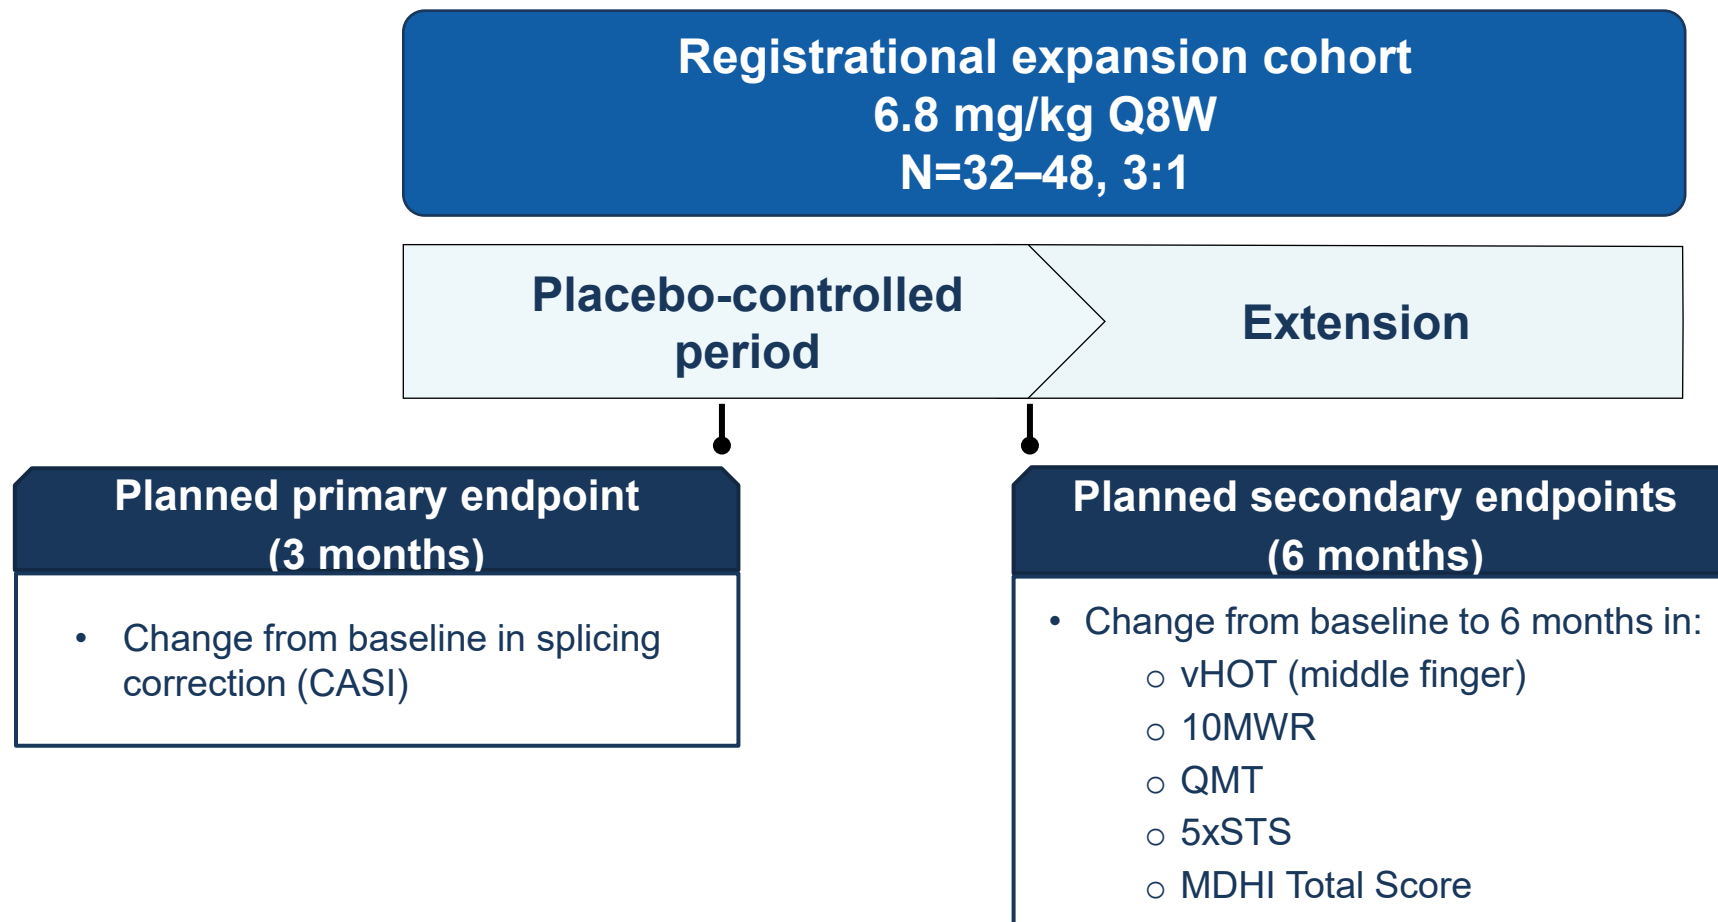 Registrational expansion cohort
6.8 mg/kg Q8W
N=32–48, 3:1
Placebo-controlled
period
Extension
Planned primary endpoint
(3 months)
• Change from baseline in splicing
correction (CASI)
Planned secondary endpoints
(6 months)
• Change from baseline to 6 months in:
○ vHOT (middle finger)
○ 10MWR
○ QMT
○ 5xSTS
○ MDHI Total Score